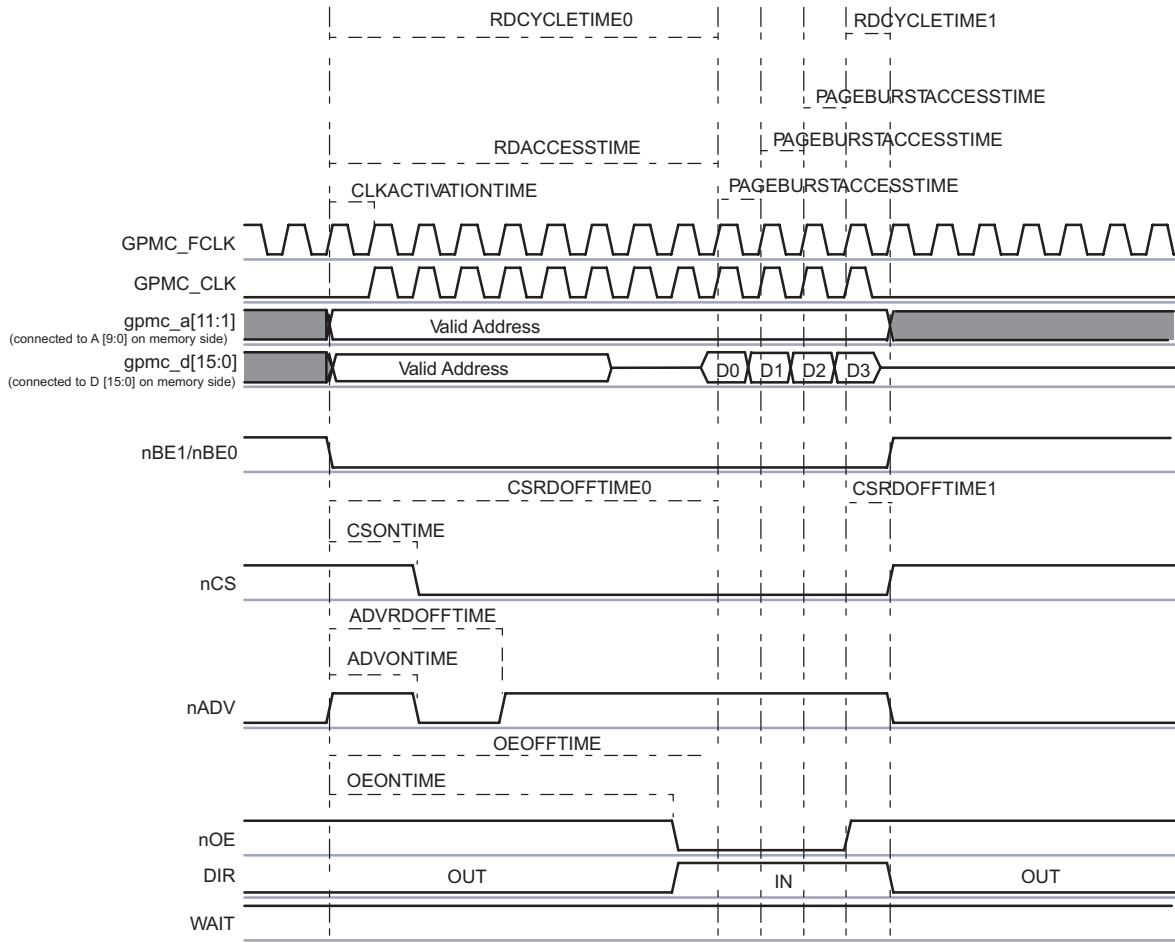 RDCYCLETIME0
RDCYCLETIME1
PAGEBURSTACCESSTIME
PAGEBURSTACCESSTIME
RDACCESSTIME
PAGEBURSTACCESSTIME
CLKACTIVATIONTIME
GPMC_FCLK
GPMC_CLK
gpmc_a[11:1]
(connected to A [9:0] on memory side)
Valid Address
gpmc_d[15:0]
(connected to D [15:0] on memory side)
Valid Address
D0
D1
D2
D3
nBE1/nBE0
CSRDOFFTIME0
CSRDOFFTIME1
CSONTIME
nCS
ADVRDOFFTIME
ADVONTIME
nADV
OEOFFTIME
OEONTIME
nOE
DIR
OUT
IN
OUT
WAIT